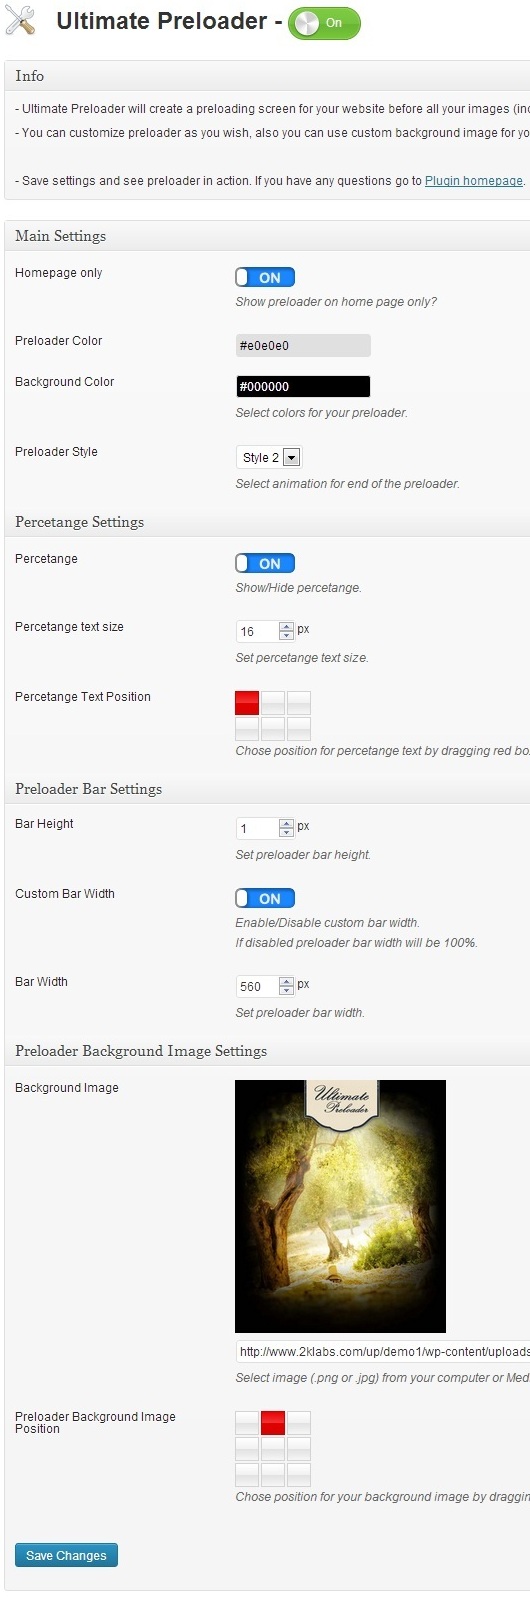 Ultimate Preloader - On
Info
- Ultimate Preloader will create a preloading screen for your website before all your images (inc
- You can customize preloader as you wish, also you can use custom background image for yo
- Save settings and see preloader in action. If you have any questions go to Plugin homepage.
Main Settings
Homepage only
ON
Show preloader on home page only?
Preloader Color
#e0e0e0
Background Color
#000000
Select colors for your preloader.
Preloader Style
Style 2
Select animation for end of the preloader.
Percetange Settings
Percetange
ON
Show/Hide percetange.
Percetange text size
16 px
Set percetange text size.
Percetange Text Position
Chose position for percetange text by dragging red bo
Preloader Bar Settings
Bar Height
1 px
Set preloader bar height.
Custom Bar Width
ON
Enable/Disable custom bar width.
If disabled preloader bar width will be 100%.
Bar Width
560 px
Set preloader bar width.
Preloader Background Image Settings
Background Image
Ultimate
Preloader
http://www.2klabs.com/up/demo1/wp-content/uploads
Select image (.png or .jpg) from your computer or Med
Preloader Background Image
Position
Chose position for your background image by draggin
Save Changes